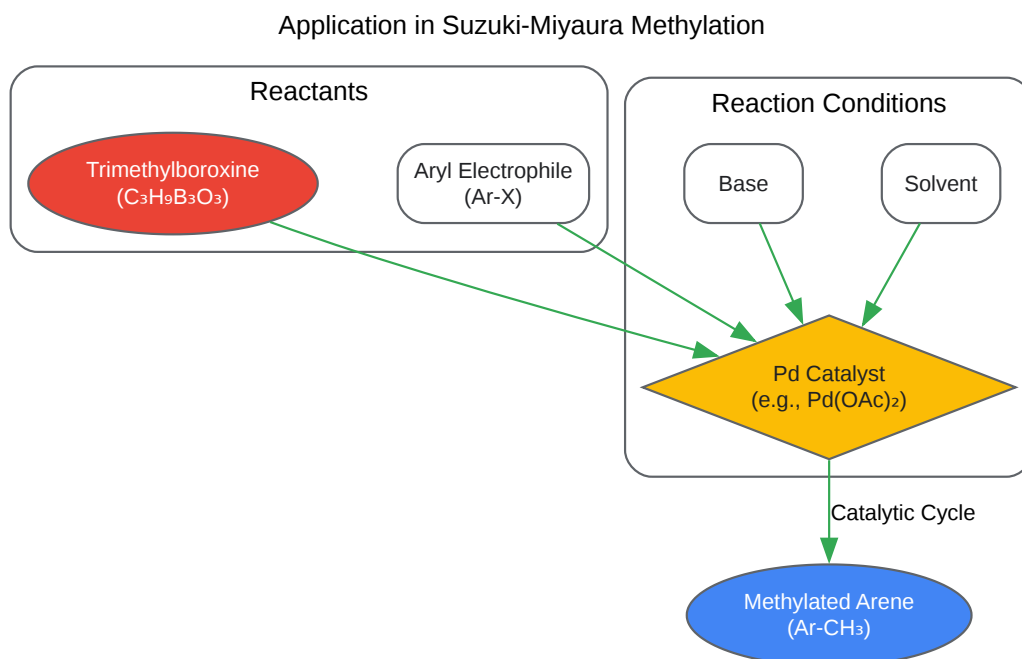 Application in Suzuki-Miyaura Methylation
Reactants
Trimethylboroxine
(C₃H₉B₃O₃)
Aryl Electrophile
(Ar-X)
Reaction Conditions
Base
Solvent
Pd Catalyst
(e.g., Pd(OAc)₂)
Catalytic Cycle
Methylated Arene
(Ar-CH₃)